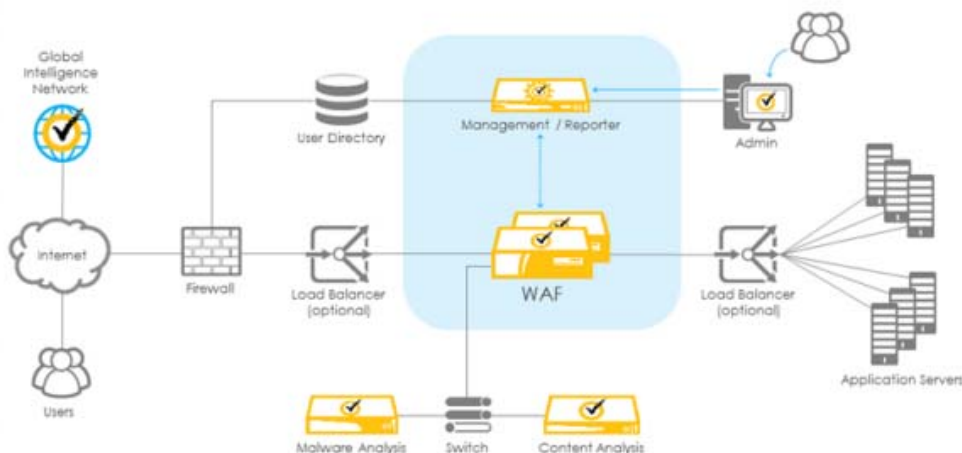 Global
Intelligence
Network
User Directory
Management / Reporter
Admin
Internet
Firewall
Load Balancer
(optional)
WAF
Load Balancer
(optional)
Users
Application Servers
Malware Analysis
Switch
Content Analysis